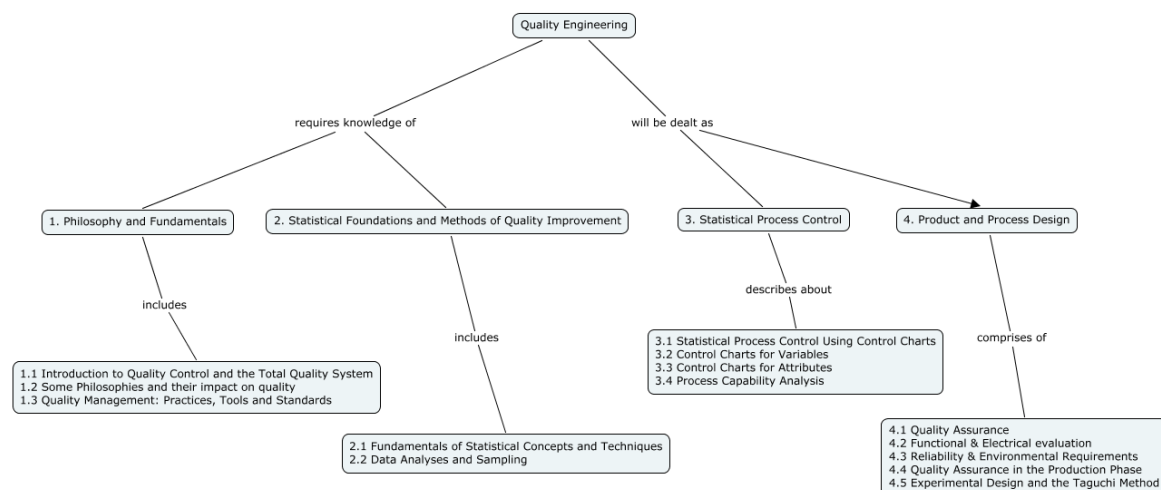 Quality Engineering
requires knowledge of
will be dealt as
1. Philosophy and Fundamentals
2. Statistical Foundations and Methods of Quality Improvement
3. Statistical Process Control
4. Product and Process Design
includes
describes about
includes
comprises of
3.1 Statistical Process Control Using Control Charts
3.2 Control Charts for Variables
3.3 Control Charts for Attributes
3.4 Process Capability Analysis
1.1 Introduction to Quality Control and the Total Quality System
1.2 Some Philosophies and their impact on quality
1.3 Quality Management: Practices, Tools and Standards
2.1 Fundamentals of Statistical Concepts and Techniques
2.2 Data Analyses and Sampling
4.1 Quality Assurance
4.2 Functional & Electrical evaluation
4.3 Reliability & Environmental Requirements
4.4 Quality Assurance in the Production Phase
4.5 Experimental Design and the Taguchi Method